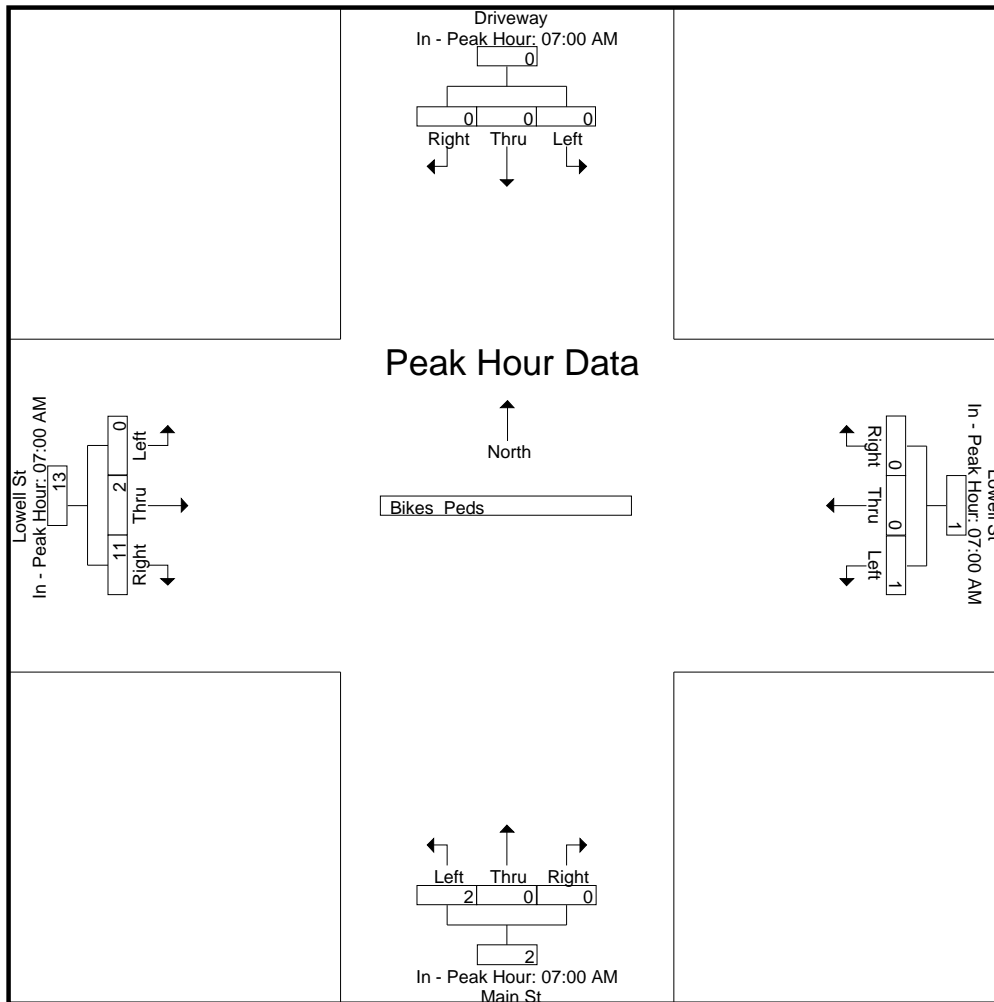 Driveway
In - Peak Hour: 07:00 AM
0
0 0 0
Right Thru Left
Peak Hour Data
North
Bikes Peds
Lowell St
In - Peak Hour: 07:00 AM
13
0 2 11
Left Thru Right
Lowell St
In - Peak Hour: 07:00 AM
1
0 0 1
Right Thru Left
Left Thru Right
2 0 0
2
In - Peak Hour: 07:00 AM
Main St